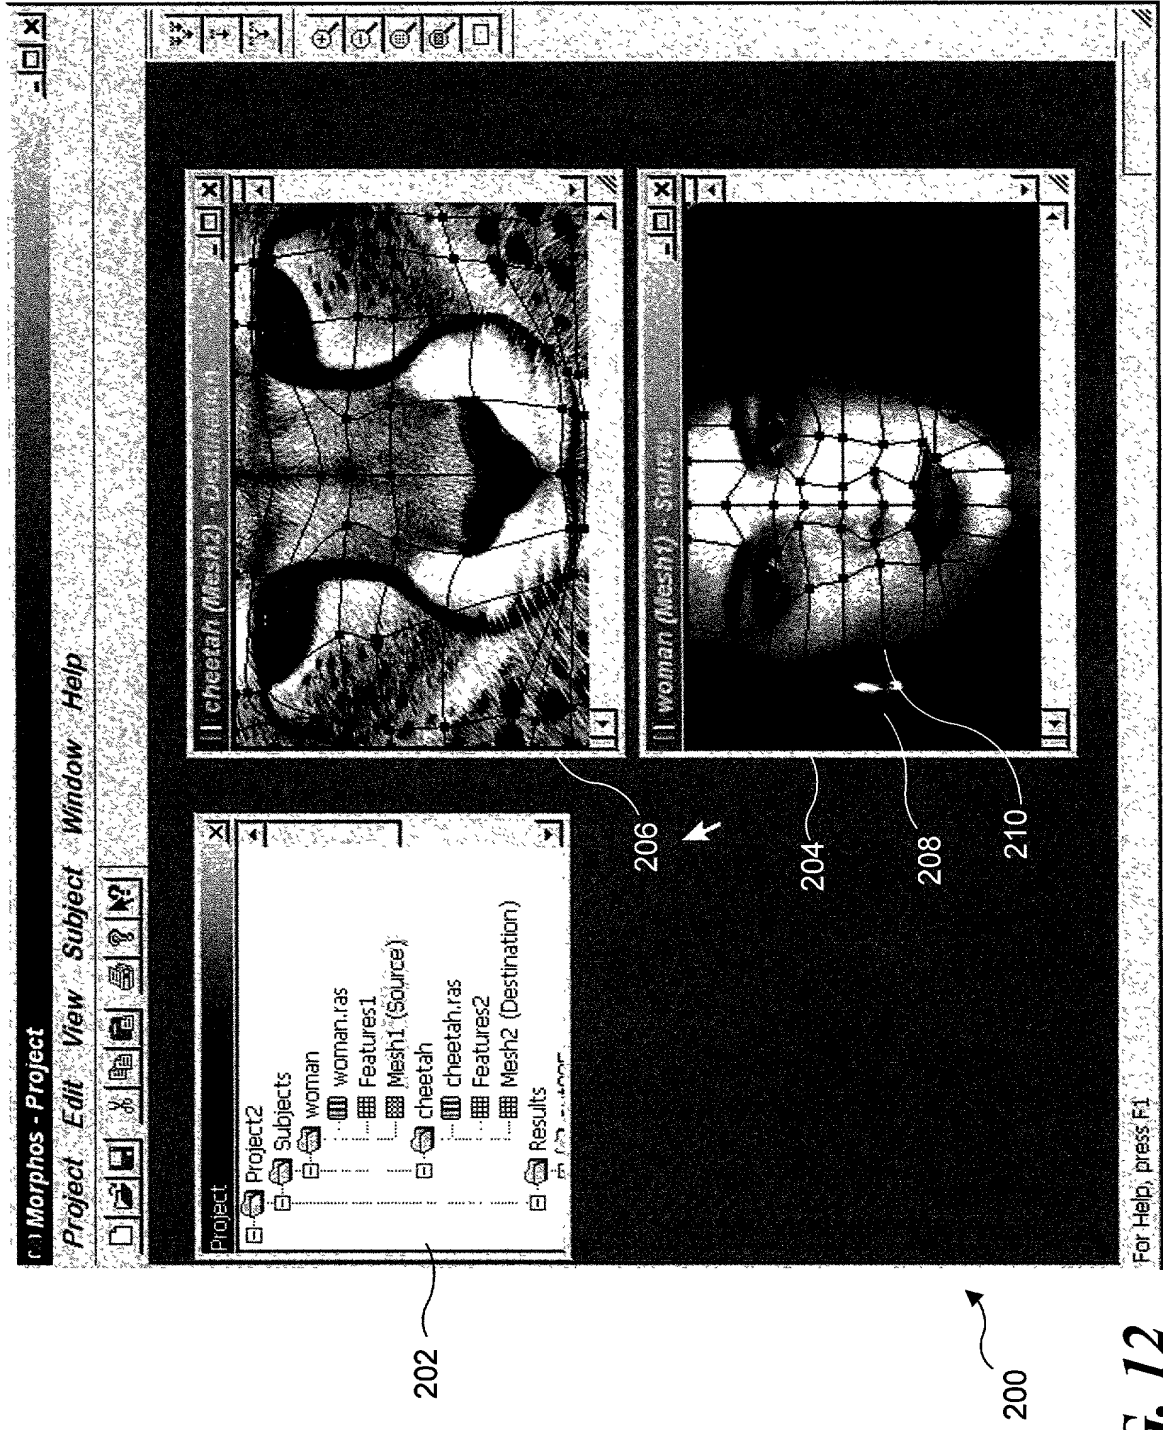 Morphos - Project
Project Edit View Subject Window Help
Project
Project2
Subjects
woman
woman.ras
Features1
Mesh1 (Source)
cheetah
cheetah.ras
Features2
Mesh2 (Destination)
Results
cheetah (Mesh2) - Destination
woman (Mesh1) - Source
202
206
204
208
210
For Help, press F1
200
12